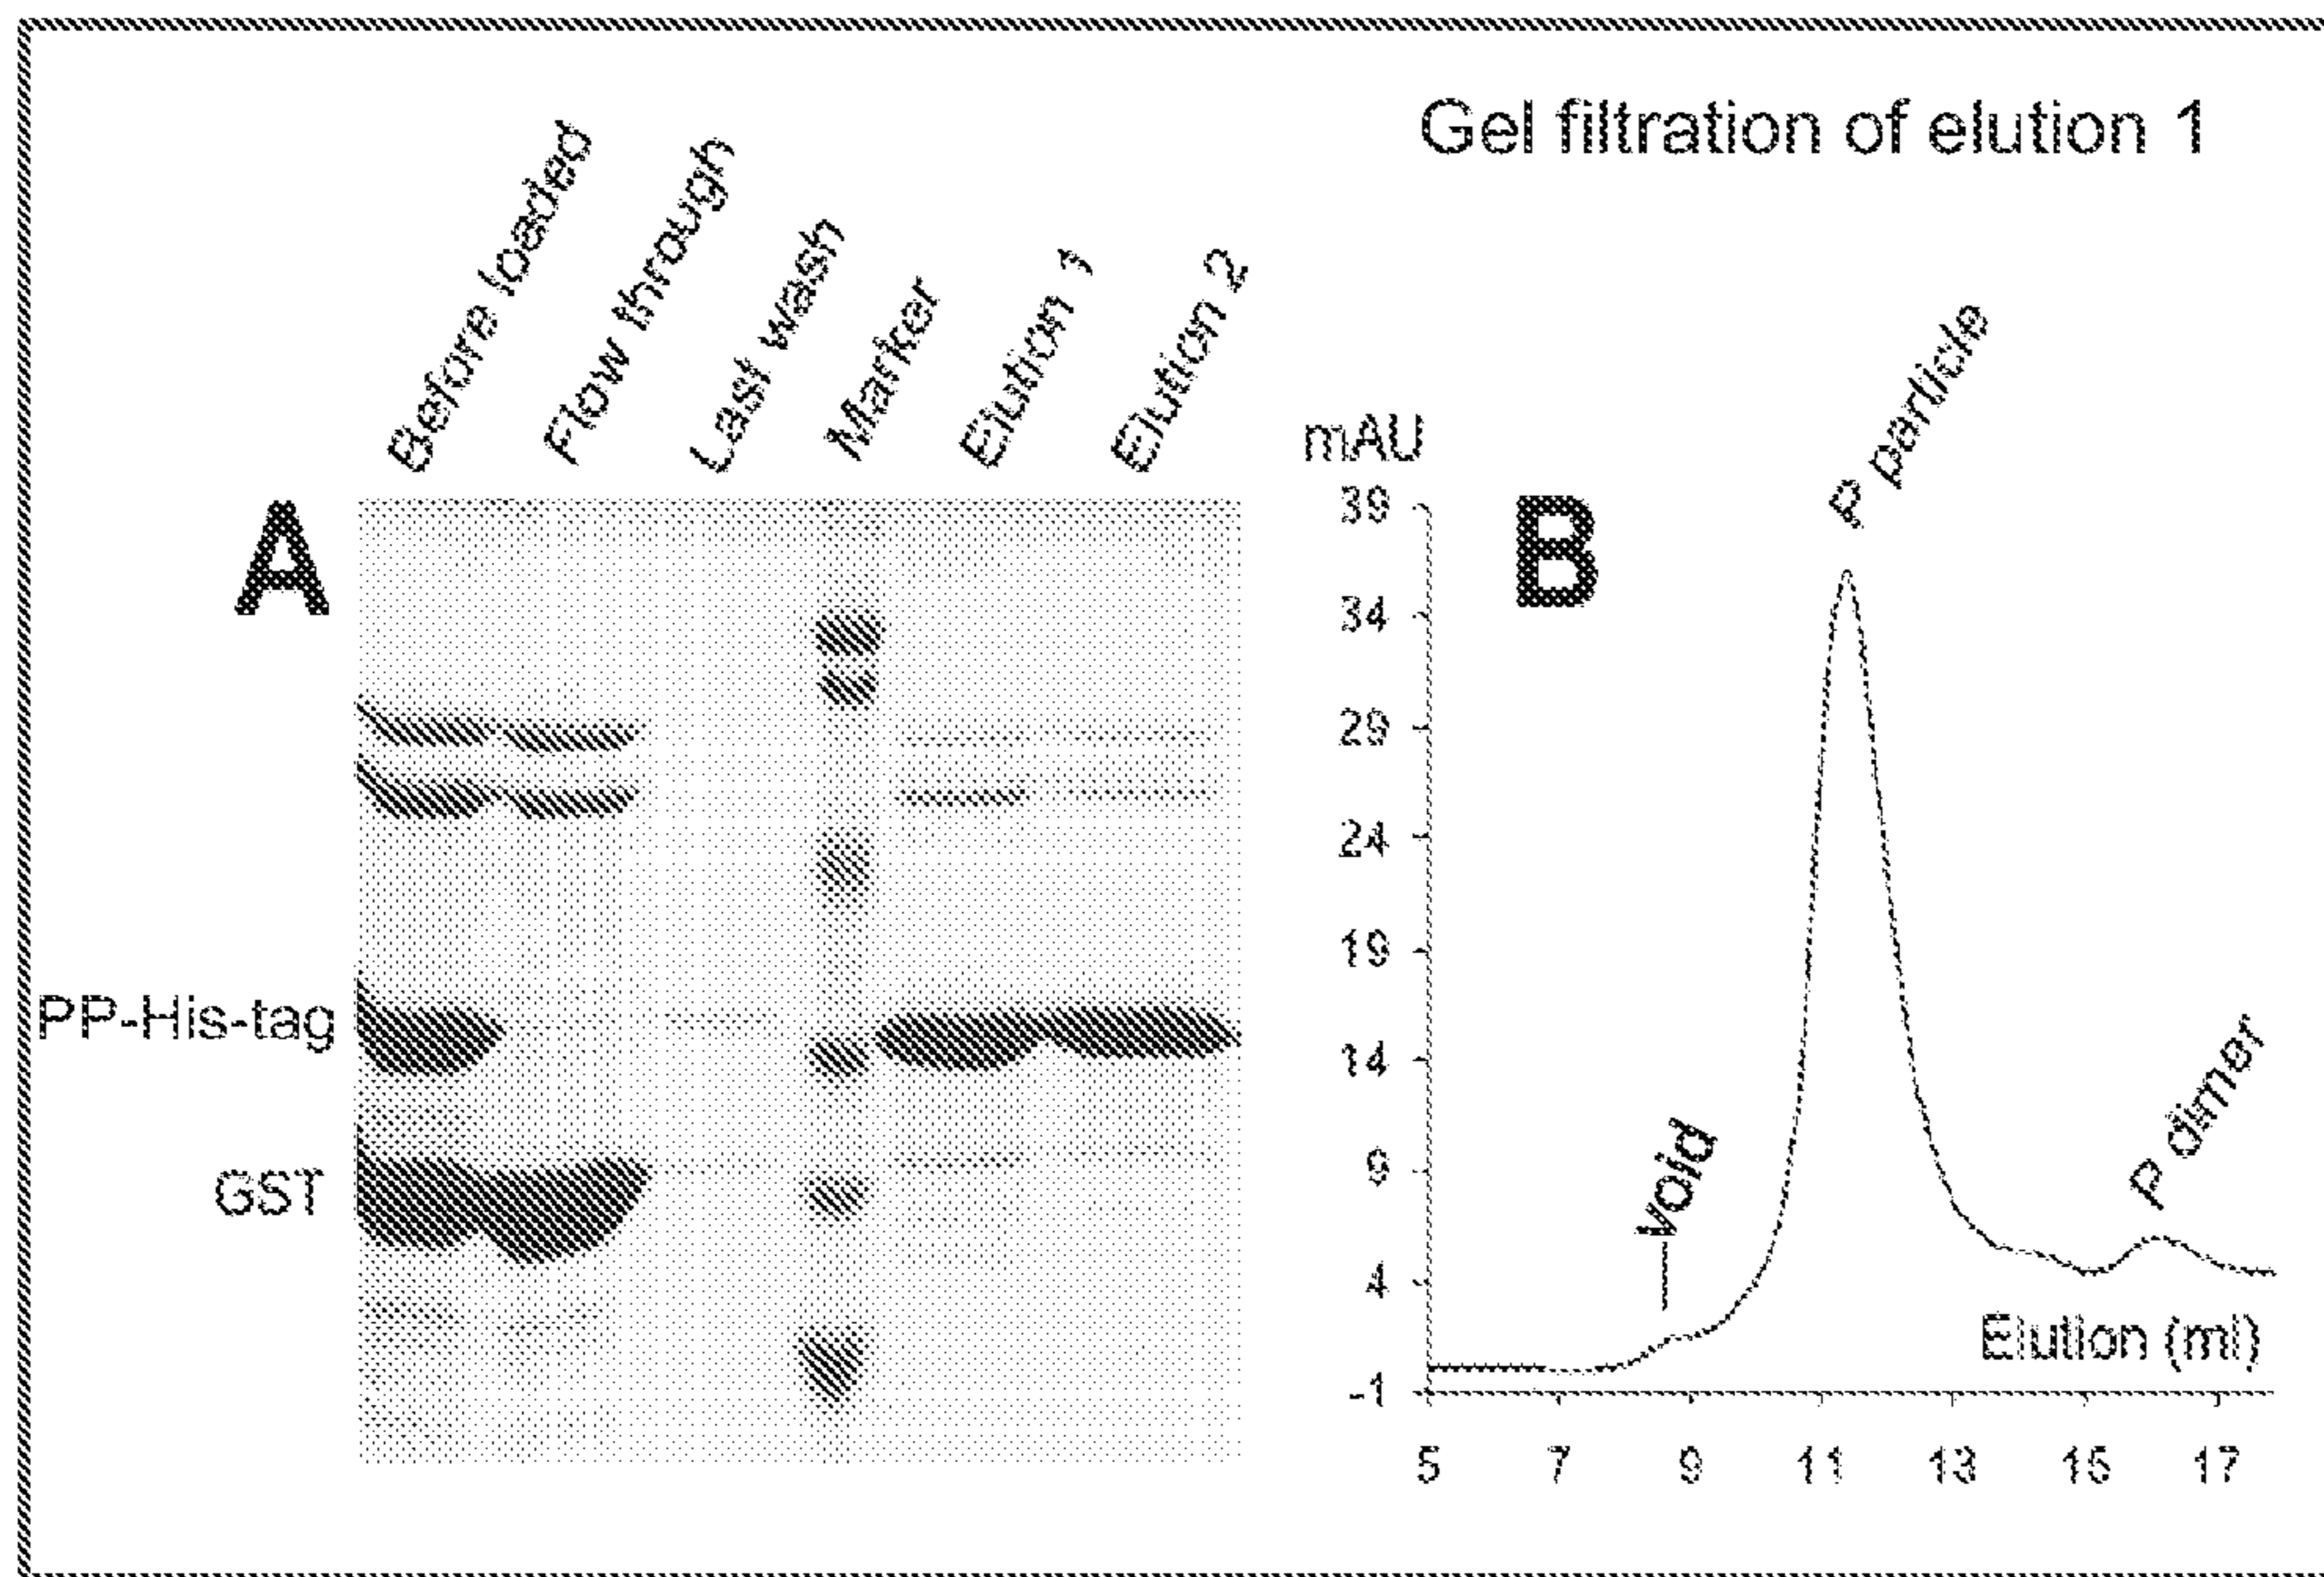 Gel filtration of elution 1
Before loaded
Flow through
Last wash
Marker
Elution 1
Elution 2
A
PP-His-tag
GST
B
mAU
39
34
29
24
19
14
9
4
-1
void
P particle
P dimer
Elution (ml)
5 7 9 11 13 15 17